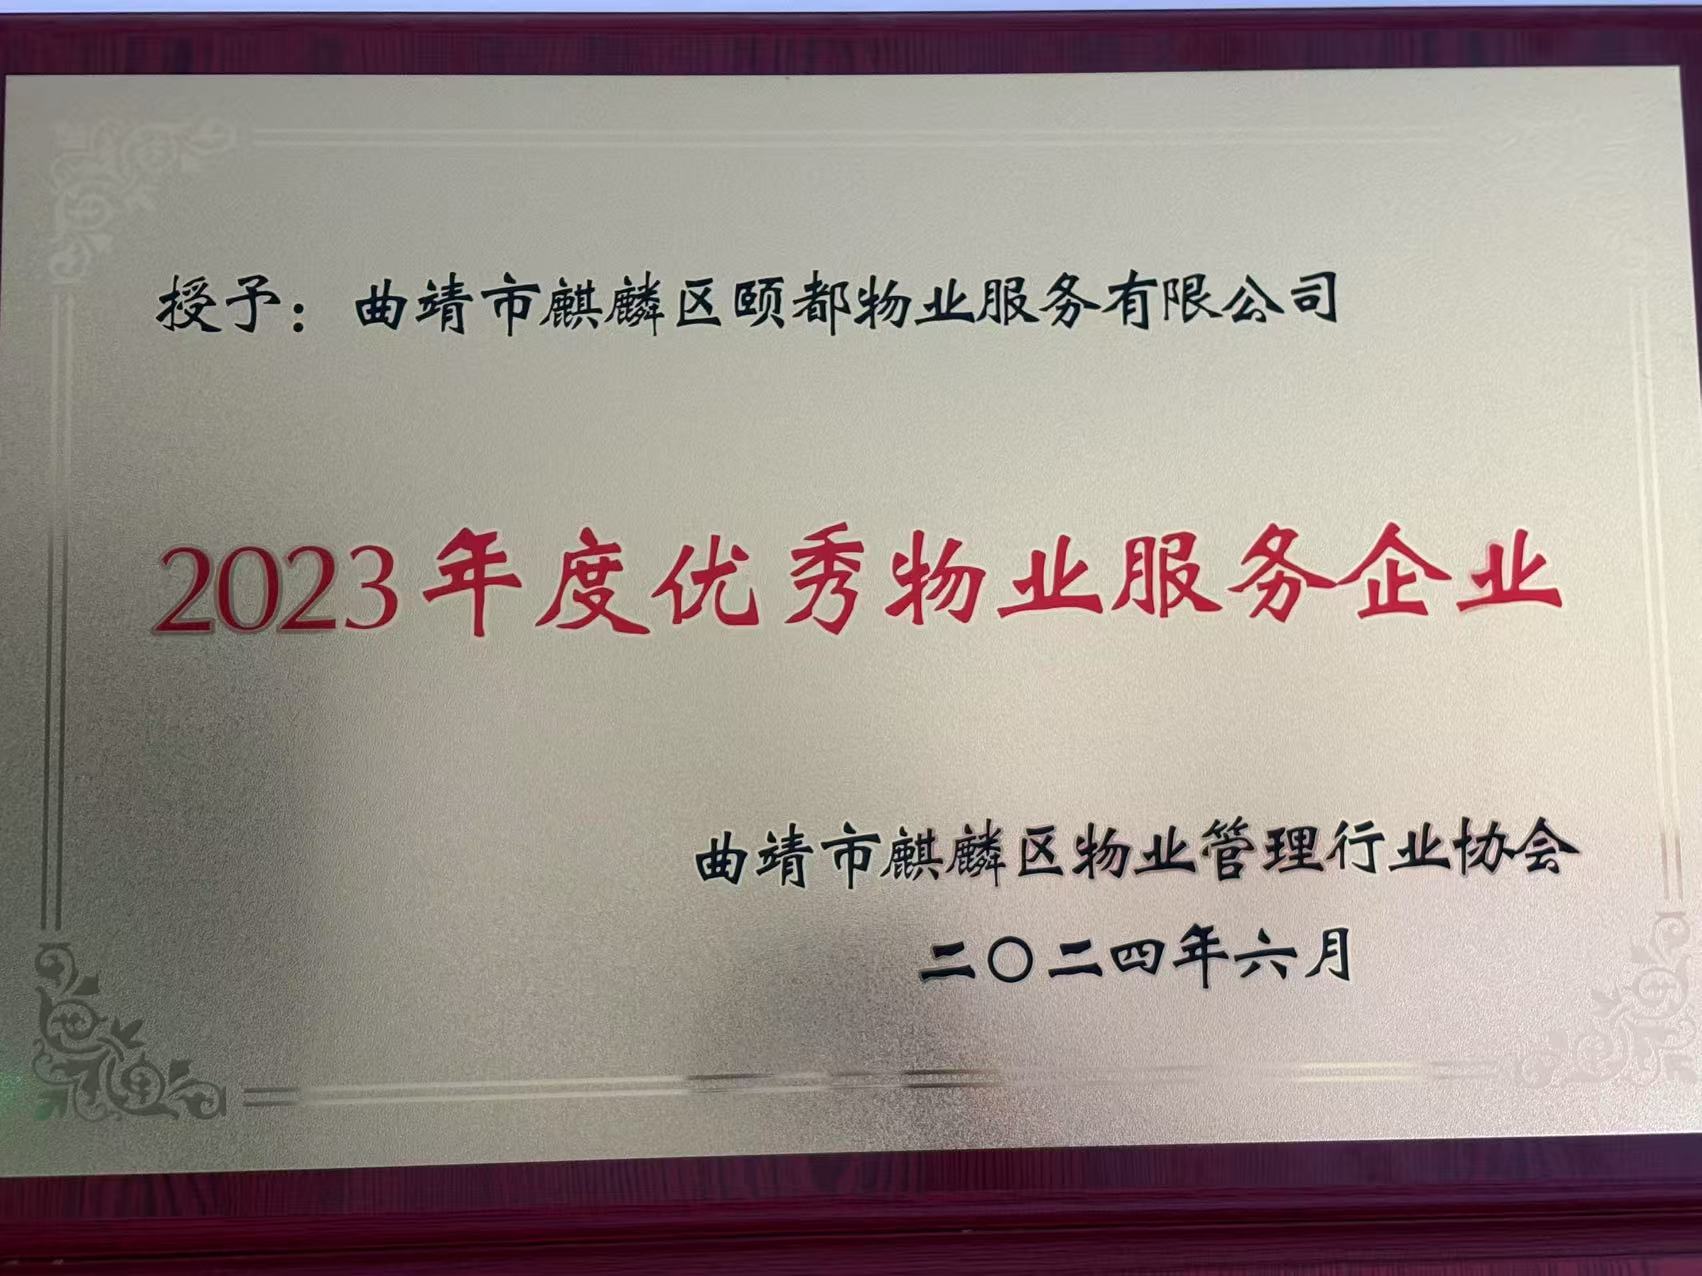 授予：曲靖市麒麟区颐都物业服务有限公司
2023年度优秀物业服务企业
曲靖市麒麟区物业管理行业协会
二〇二四年六月